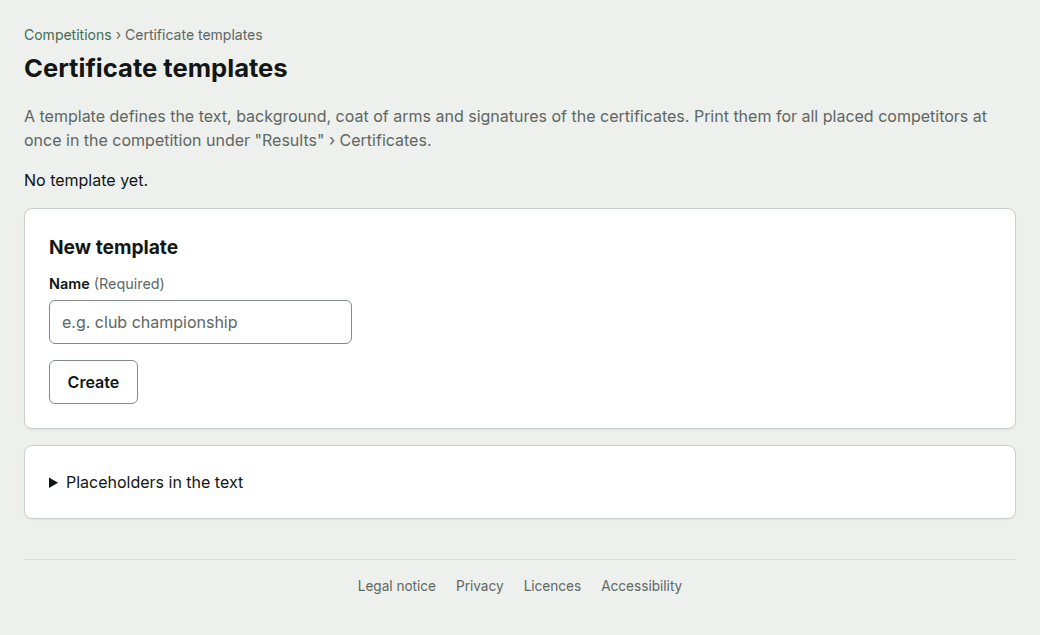 Competitions › Certificate templates
Certificate templates
A template defines the text, background, coat of arms and signatures of the certificates. Print them for all placed competitors at
once in the competition under "Results" › Certificates.
No template yet.
New template
Name (Required)
e.g. club championship
Create
Placeholders in the text
Legal notice Privacy Licences Accessibility